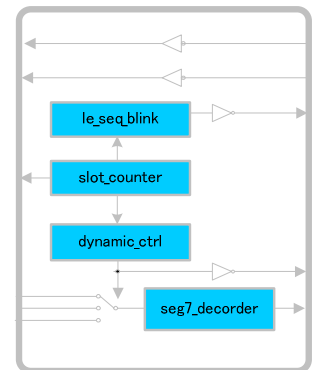 le_seq_blink
slot_counter
dynamic_ctrl
seg7_decorder